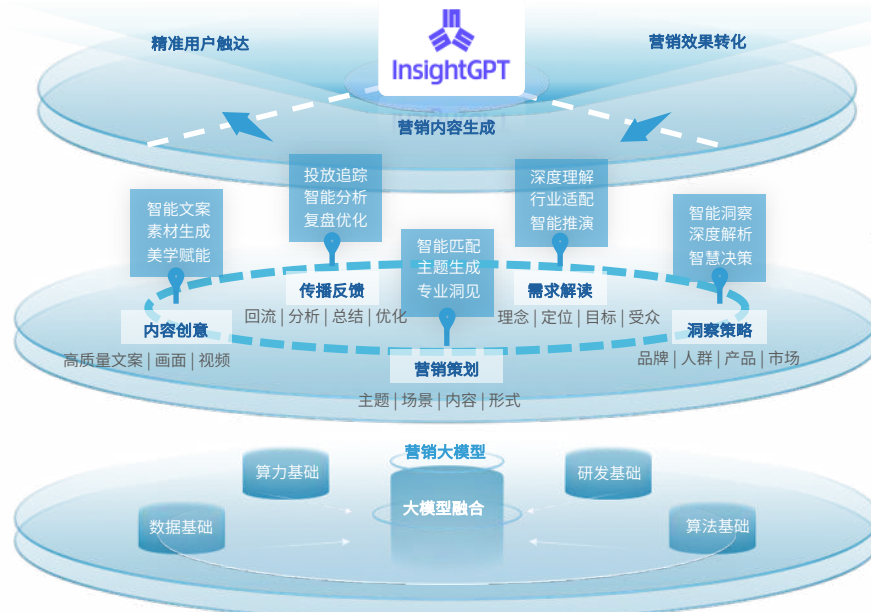 精准用户触达
营销效果转化
InsightGPT
营销内容生成
智能文案
素材生成
美学赋能
投放追踪
智能分析
复盘优化
智能匹配
主题生成
专业洞见
深度理解
行业适配
智能推演
智能洞察
深度解析
智慧决策
内容创意
高质量文案 | 画面 | 视频
传播反馈
回流 | 分析 | 总结 | 优化
营销策划
主题 | 场景 | 内容 | 形式
需求解读
理念 | 定位 | 目标 | 受众
洞察策略
品牌 | 人群 | 产品 | 市场
营销大模型
算力基础
研发基础
大模型融合
数据基础
算法基础